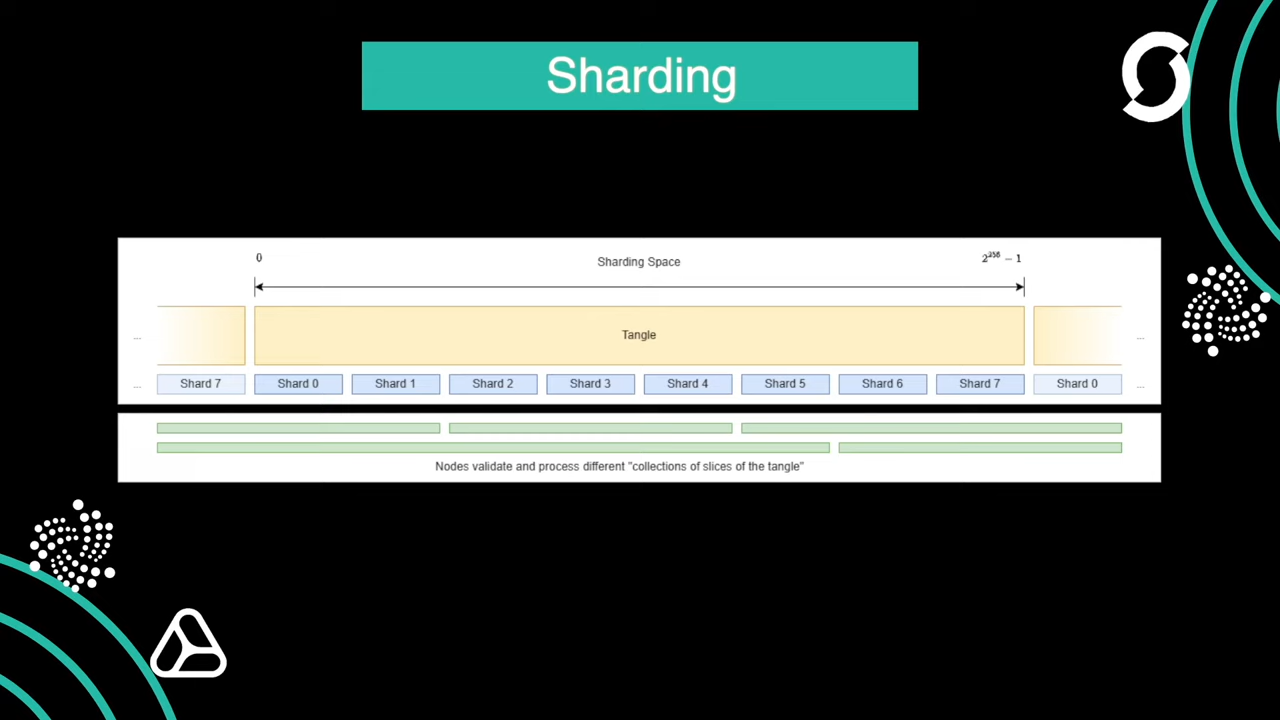 Sharding
0 Sharding Space 2²⁵⁶ − 1
... Tangle ...
... Shard 7 Shard 0 Shard 1 Shard 2 Shard 3 Shard 4 Shard 5 Shard 6 Shard 7 Shard 0 ...
Nodes validate and process different "collections of slices of the tangle"